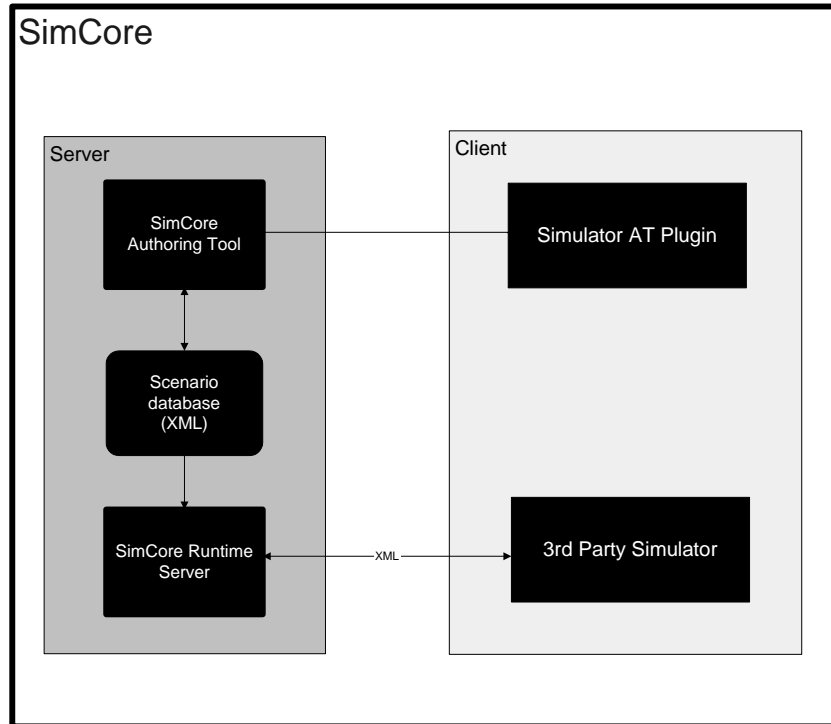 SimCore
Server
SimCore
Authoring Tool
Scenario
database
(XML)
SimCore Runtime
Server
XML
Client
Simulator AT Plugin
3rd Party Simulator